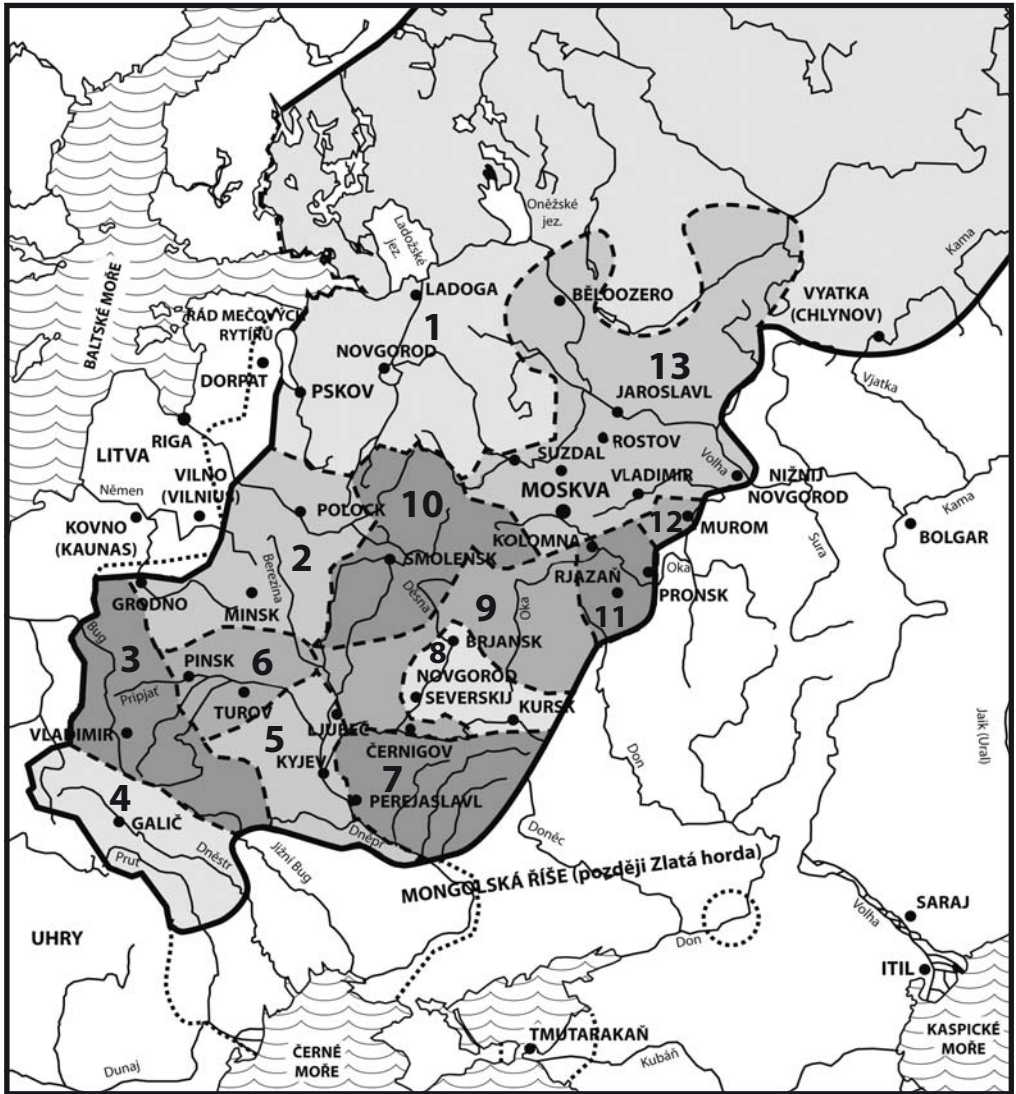 Oněžské
jez.
Ladožské
jez.
Kama
BALTSKÉ MOŘE
LADOGA
BĚLOOZERO
VYATKA
(CHLYNOV)
ŘÁD MEČOVÝCH
RYTÍŘŮ
1
NOVGOROD
13
DORPAT
PSKOV
JAROSLAVL
Vjatka
RIGA
ROSTOV
LITVA
SUZDAL
VILNO
(VILNIUS)
VLADIMIR
Volha
NIŽNIJ
NOVGOROD
Němen
10
MOSKVA
Kama
POLOCK
12
MUROM
KOVNO
(KAUNAS)
KOLOMNA
Sura
BOLGAR
2
SMOLENSK
Berezina
RJAZAŇ
Oka
Děsna
PRONSK
GRODNO
MINSK
9
Oka
11
Bug
8
BRJANSK
3
PINSK
6
NOVGOROD
SEVERSKIJ
Pripjať
TUROV
KURSK
VLADIMIR
LJUBEČ
5
ČERNIGOV
Don
Jaik (Ural)
KYJEV
7
4
PEREJASLAVL
GALIČ
Dněpr
Doněc
Prut
Dněstr
Jižní Bug
MONGOLSKÁ ŘÍŠE (později Zlatá horda)
SARAJ
UHRY
Volha
Don
ITIL
TMUTARAKAŇ
KASPICKÉ
MOŘE
ČERNÉ
MOŘE
Kubáň
Dunaj